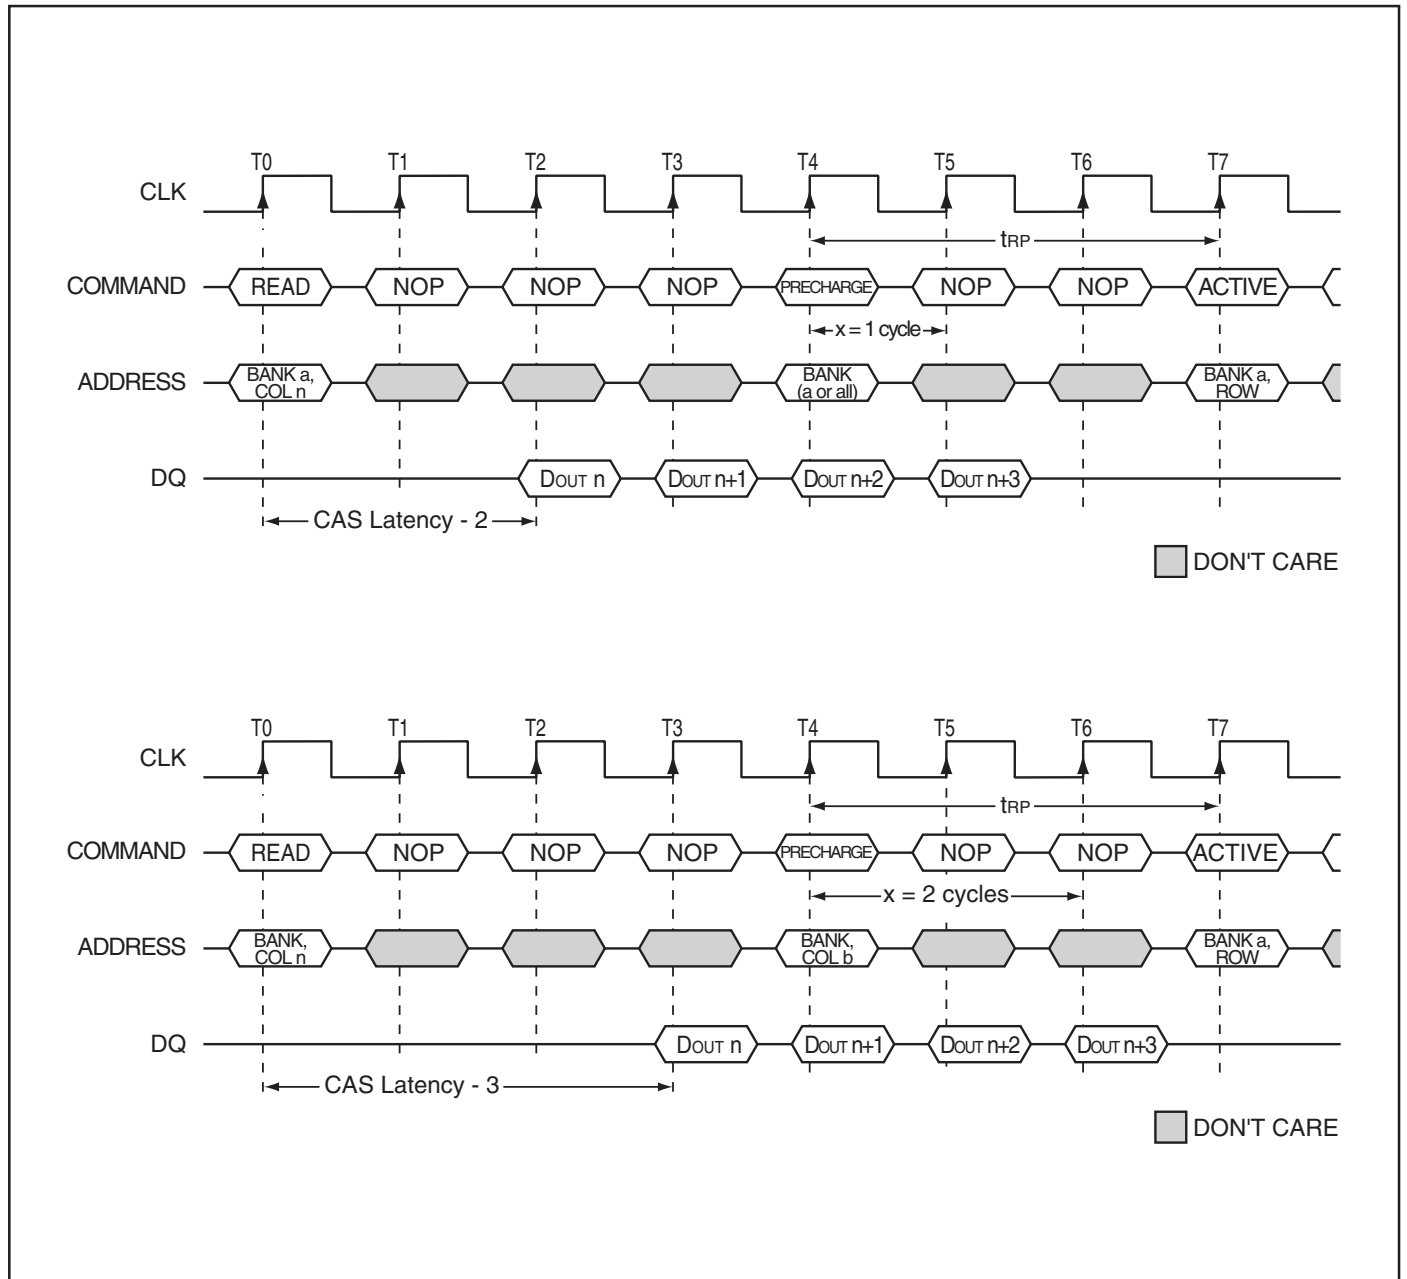 T0 T1 T2 T3 T4 T5 T6 T7
CLK
tRP
COMMAND READ NOP NOP NOP PRECHARGE NOP NOP ACTIVE
x = 1 cycle
ADDRESS BANK a, COL n BANK (a or all) BANK a, ROW
DQ DOUT n DOUT n+1 DOUT n+2 DOUT n+3
CAS Latency - 2
DON'T CARE
T0 T1 T2 T3 T4 T5 T6 T7
CLK
tRP
COMMAND READ NOP NOP NOP PRECHARGE NOP NOP ACTIVE
x = 2 cycles
ADDRESS BANK, COL n BANK, COL b BANK a, ROW
DQ DOUT n DOUT n+1 DOUT n+2 DOUT n+3
CAS Latency - 3
DON'T CARE